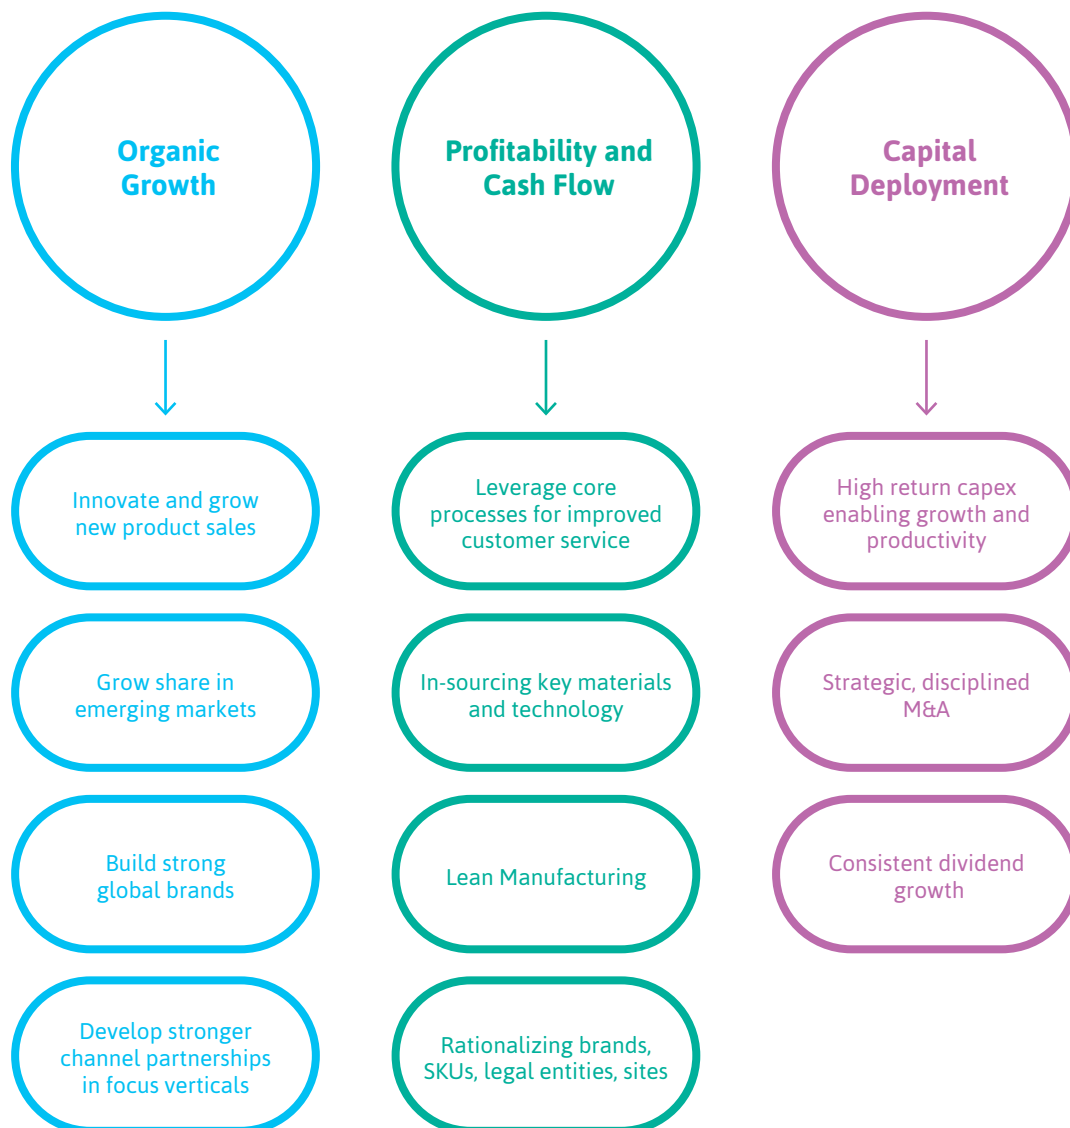 Organic
Growth
Innovate and grow
new product sales
Grow share in
emerging markets
Build strong
global brands
Develop stronger
channel partnerships
in focus verticals
Profitability and
Cash Flow
Leverage core
processes for improved
customer service
In-sourcing key materials
and technology
Lean Manufacturing
Rationalizing brands,
SKUs, legal entities, sites
Capital
Deployment
High return capex
enabling growth and
productivity
Strategic, disciplined
M&A
Consistent dividend
growth